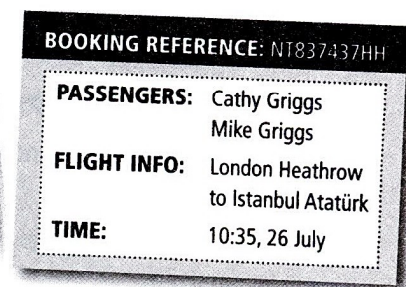 BOOKING REFERENCE: NT837437HH
PASSENGERS: Cathy Griggs
Mike Griggs
FLIGHT INFO: London Heathrow
to Istanbul Atatürk
TIME: 10:35, 26 July